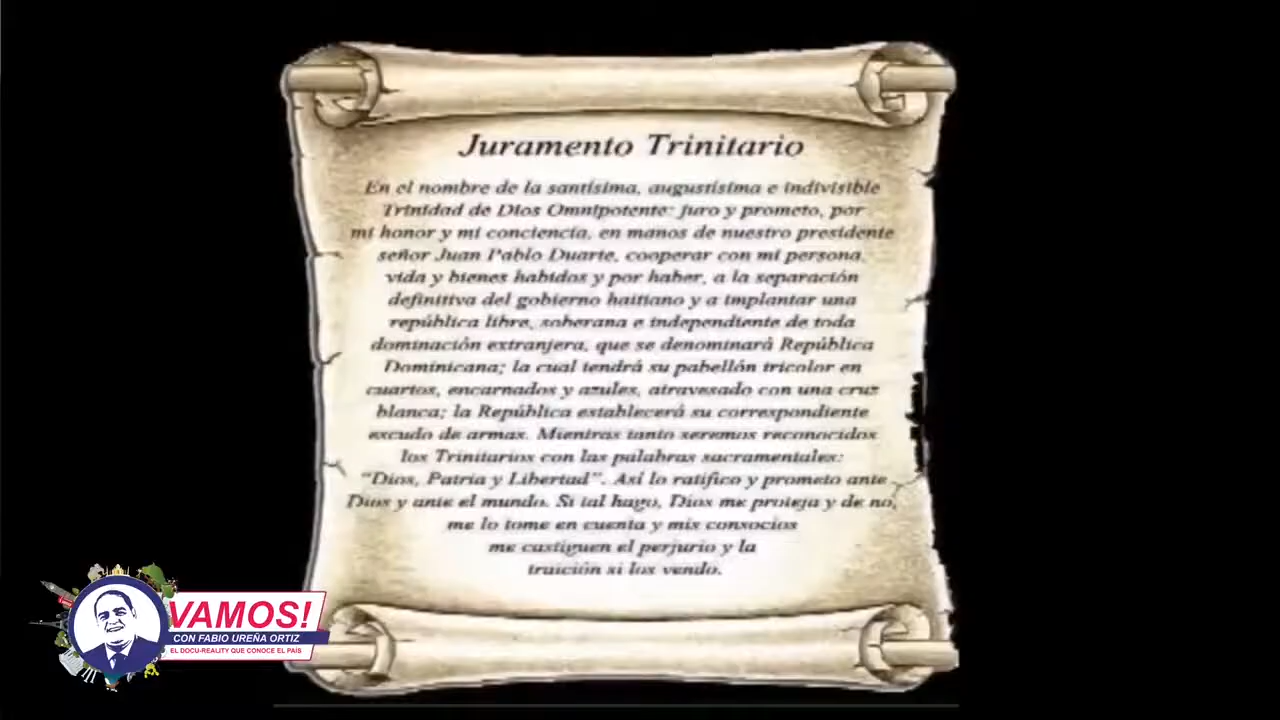 Juramento Trinitario
En el nombre de la santísima, augustísima e indivisible
Trinidad de Dios Omnipotente: juro y prometo, por
mi honor y mi conciencia, en manos de nuestro presidente
señor Juan Pablo Duarte, cooperar con mi persona,
vida y bienes habidos y por haber, a la separación
definitiva del gobierno haitiano y a implantar una
república libre, soberana e independiente de toda
dominación extranjera, que se denominará República
Dominicana; la cual tendrá su pabellón tricolor en
cuartos, encarnados y azules, atravesado con una cruz
blanca; la República establecerá su correspondiente
escudo de armas. Mientras tanto seremos reconocidos
los Trinitarios con las palabras sacramentales:
“Dios, Patria y Libertad”. Así lo ratifico y prometo ante
Dios y ante el mundo. Si tal hago, Dios me proteja y de no,
me lo tome en cuenta y mis consocios
me castiguen el perjurio y la
traición si los vendo.
VAMOS!
CON FABIO UREÑA ORTIZ
EL DOCU-REALITY QUE CONOCE EL PAÍS